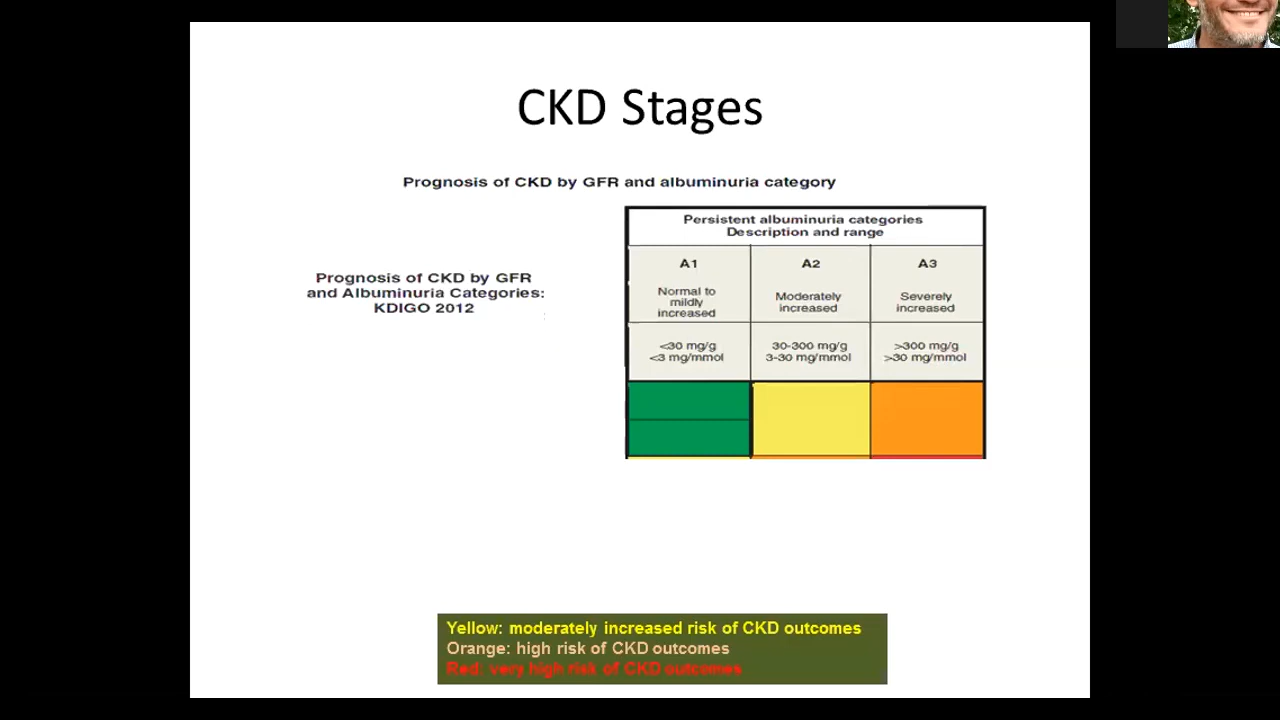 CKD Stages
Prognosis of CKD by GFR and albuminuria category
Prognosis of CKD by GFR
and Albuminuria Categories:
KDIGO 2012
Persistent albuminuria categories
Description and range
A1
A2
A3
Normal to
mildly
increased
Moderately
increased
Severely
increased
<30 mg/g
<3 mg/mmol
30-300 mg/g
3-30 mg/mmol
>300 mg/g
>30 mg/mmol
Yellow: moderately increased risk of CKD outcomes
Orange: high risk of CKD outcomes
Red: very high risk of CKD outcomes